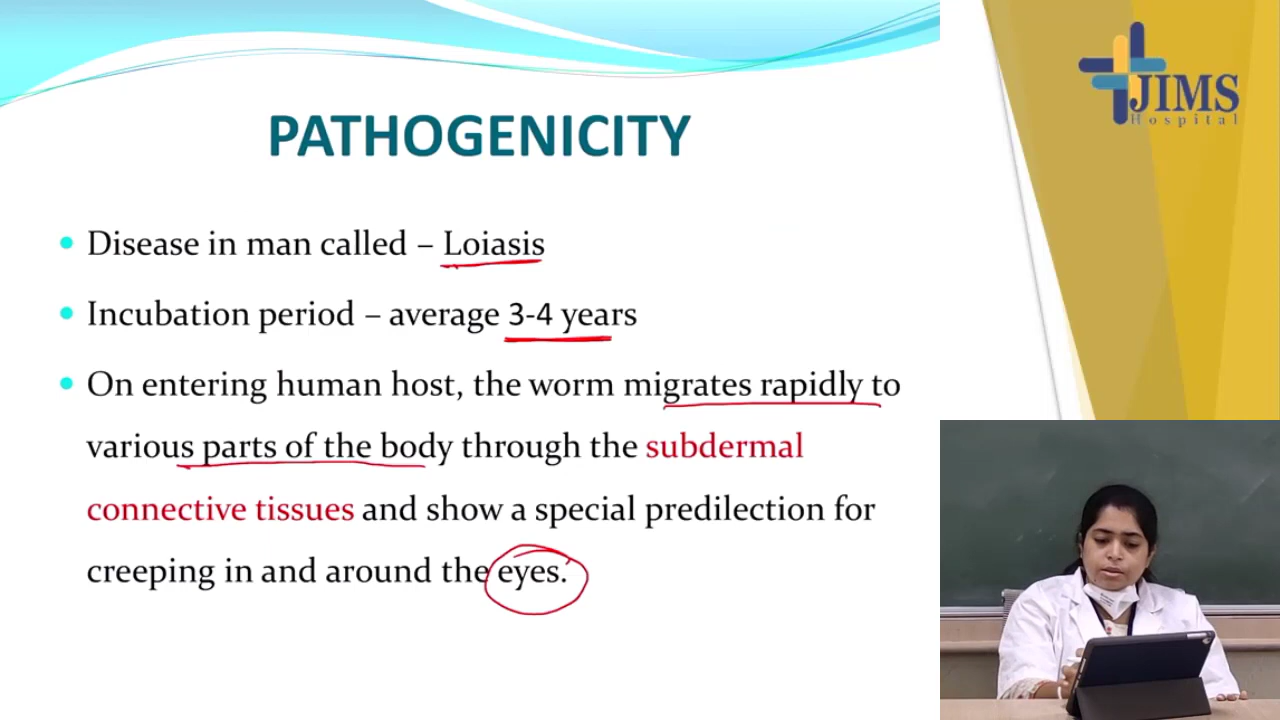 PATHOGENICITY
JIMS
Hospital
• Disease in man called – Loiasis
• Incubation period – average 3-4 years
• On entering human host, the worm migrates rapidly to
various parts of the body through the subdermal
connective tissues and show a special predilection for
creeping in and around the eyes.